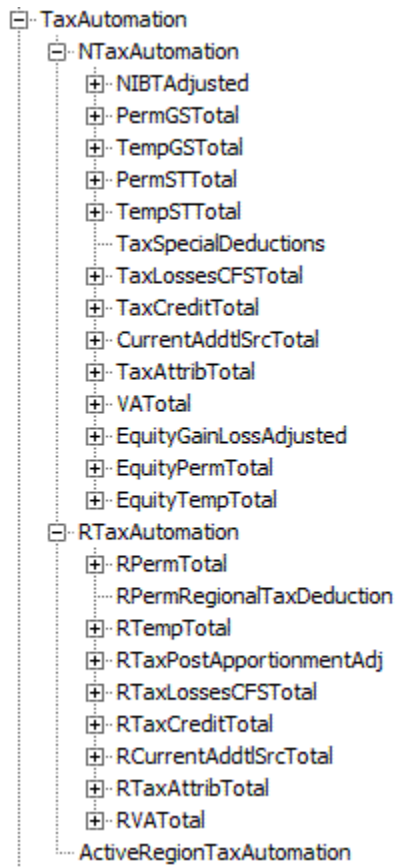 TaxAutomation
NTaxAutomation
NIBTAdjusted
PermGSTotal
TempGSTotal
PermSTTotal
TempSTTotal
TaxSpecialDeductions
TaxLossesCFSTotal
TaxCreditTotal
CurrentAddtlSrcTotal
TaxAttribTotal
VATotal
EquityGainLossAdjusted
EquityPermTotal
EquityTempTotal
RTaxAutomation
RPermTotal
RPermRegionalTaxDeduction
RTempTotal
RTaxPostApportionmentAdj
RTaxLossesCFSTotal
RTaxCreditTotal
RCurrentAddtlSrcTotal
RTaxAttribTotal
RVATotal
ActiveRegionTaxAutomation